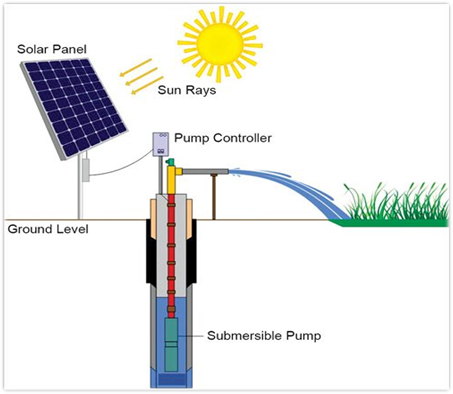 Solar Panel
Sun Rays
Pump Controller
Ground Level
Submersible Pump